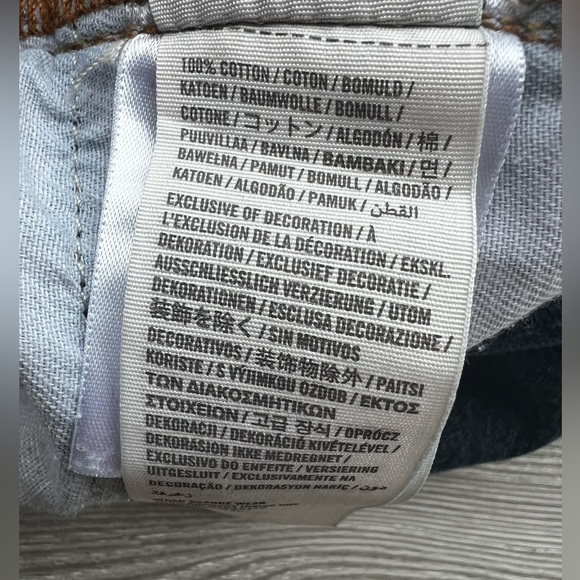 100% COTTON / COTON / BOMULD /
KATOEN / BAUMWOLLE / BOMULL /
COTONE / コットン / ALGODÓN / 棉 /
PUUVILLAA / BAVLNA / ΒΑΜΒΑΚΙ / 면 /
BAWEŁNA / PAMUT / BOMULL / ALGODÃO /
KATOEN / ALGODÃO / PAMUK / القطن
EXCLUSIVE OF DECORATION / À
L'EXCLUSION DE LA DÉCORATION / EKSKL.
DEKORATION / EXCLUSIEF DECORATIE /
AUSSCHLIESSLICH VERZIERUNG / UTOM
DEKORATIONEN / ESCLUSA DECORAZIONE /
装飾を除く / SIN MOTIVOS
DECORATIVOS / 装饰物除外 / PAITSI
KORISTE / S VÝJIMKOU OZDOB / ΕΚΤΟΣ
ΤΩΝ ΔΙΑΚΟΣΜΗΤΙΚΩΝ
ΣΤΟΙΧΕΙΩΝ / 고급 장식 / OPRÓCZ
DEKORACJI / DEKORÁCIÓ KIVÉTELÉVEL /
DEKORASJON IKKE MEDREGNET /
EXCLUSIVO DO ENFEITE / VERSIERING
UITGESLUIT / EXCLUSIVAMENTE NA
DECORAÇÃO / DEKORASYON HARİÇ / دون
زخرفة